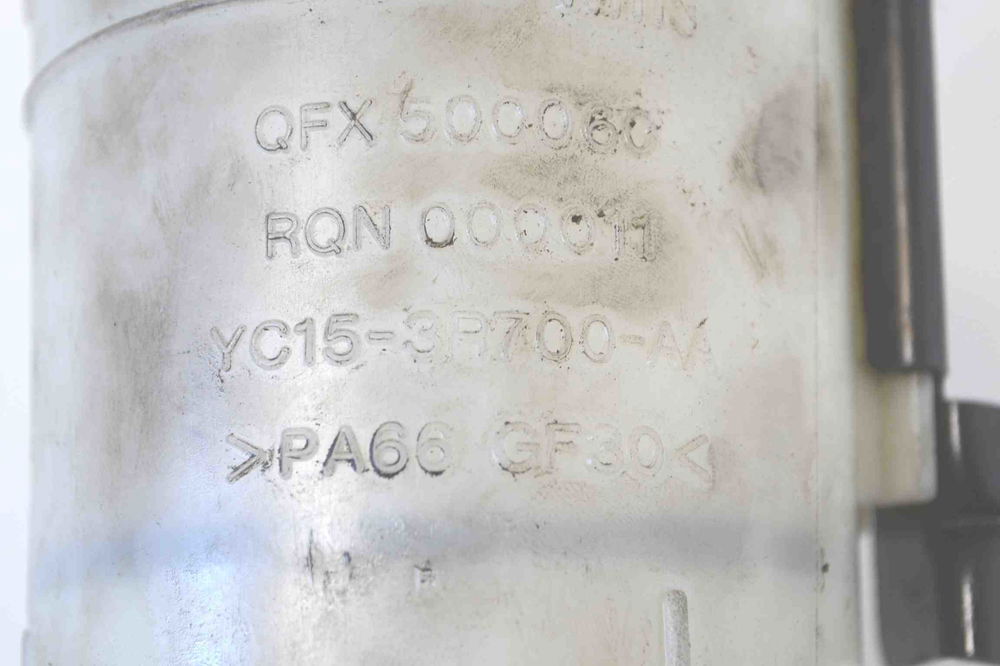 QFX 500060
RQN 000011
YC15-3R700-AA
>PA66 GF30<